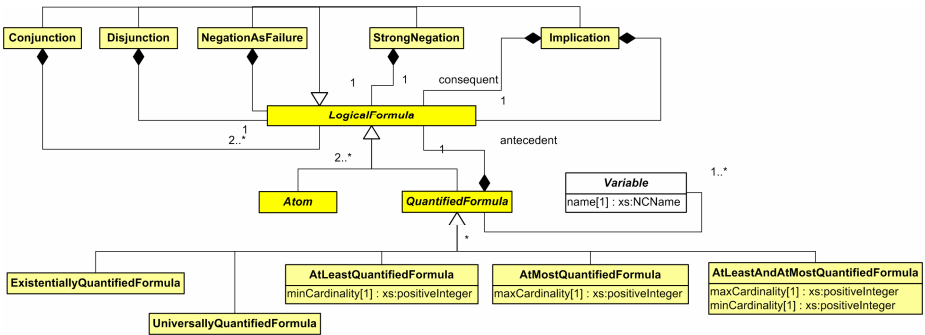 Conjunction
Disjunction
NegationAsFailure
StrongNegation
Implication
1
1
consequent
1
LogicalFormula
1
2..*
antecedent
1
2..*
1..*
Atom
QuantifiedFormula
Variable
name[1] : xs:NCName
*
ExistentiallyQuantifiedFormula
UniversallyQuantifiedFormula
AtLeastQuantifiedFormula
minCardinality[1] : xs:positiveInteger
AtMostQuantifiedFormula
maxCardinality[1] : xs:positiveInteger
AtLeastAndAtMostQuantifiedFormula
maxCardinality[1] : xs:positiveInteger
minCardinality[1] : xs:positiveInteger